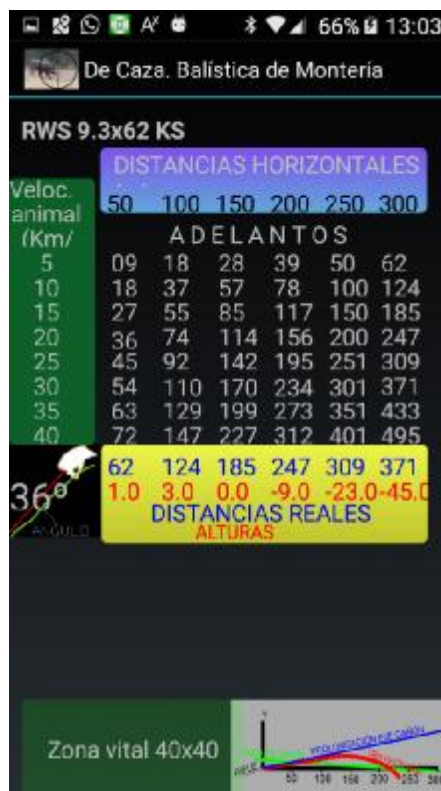 66% 13:03
De Caza. Balística de Montería
RWS 9.3x62 KS
DISTANCIAS HORIZONTALES
Veloc.
animal
(Km/
50 100 150 200 250 300
ADELANTOS
5 09 18 28 39 50 62
10 18 37 57 78 100 124
15 27 55 85 117 150 185
20 36 74 114 156 200 247
25 45 92 142 195 251 309
30 54 110 170 234 301 371
35 63 129 199 273 351 433
40 72 147 227 312 401 495
62 124 185 247 309 371
1.0 3.0 0.0 -9.0 -23.0 -45.0
36º
ANGULO
DISTANCIAS REALES
ALTURAS
Zona vital 40x40
PROLONGACIÓN EJE CAÑON
50 100 150 200 250 300